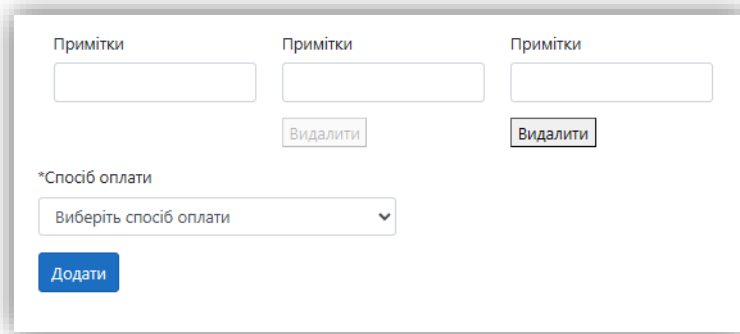 Примітки Примітки Примітки
Видалити Видалити
*Спосіб оплати
Виберіть спосіб оплати
Додати